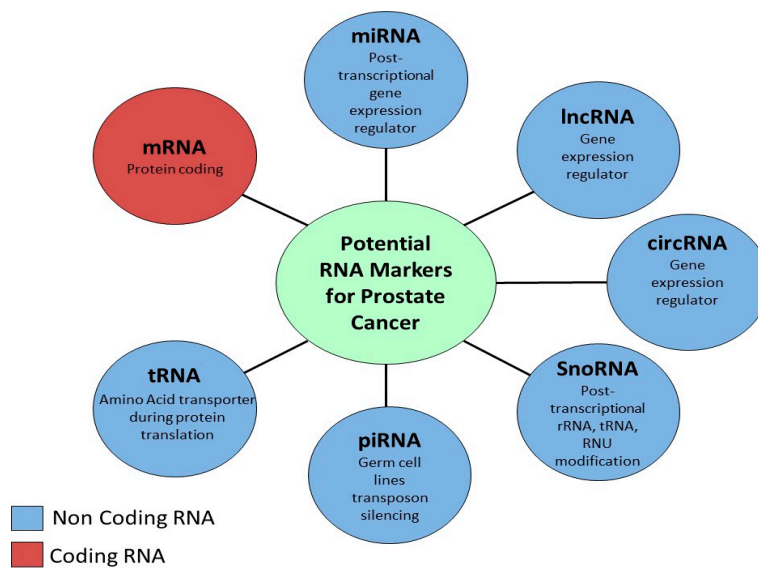 miRNA
Post-
transcriptional
gene
expression
regulator
lncRNA
Gene
expression
regulator
mRNA
Protein coding
circRNA
Gene
expression
regulator
Potential
RNA Markers
for Prostate
Cancer
tRNA
Amino Acid transporter
during protein
translation
SnoRNA
Post-
transcriptional
rRNA, tRNA,
RNU
modification
piRNA
Germ cell
lines
transposon
silencing
Non Coding RNA
Coding RNA